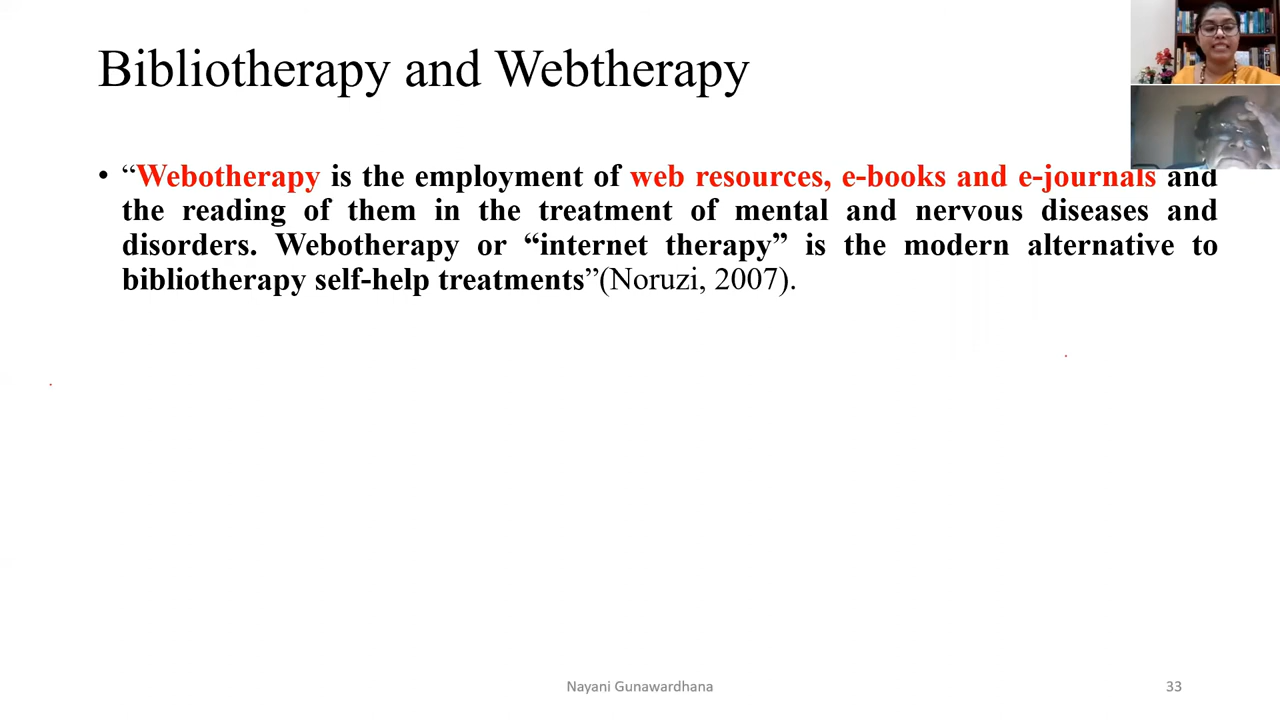 Bibliotherapy and Webtherapy
• “Webotherapy is the employment of web resources, e-books and e-journals and
the reading of them in the treatment of mental and nervous diseases and
disorders. Webotherapy or “internet therapy” is the modern alternative to
bibliotherapy self-help treatments”(Noruzi, 2007).
Nayani Gunawardhana
33